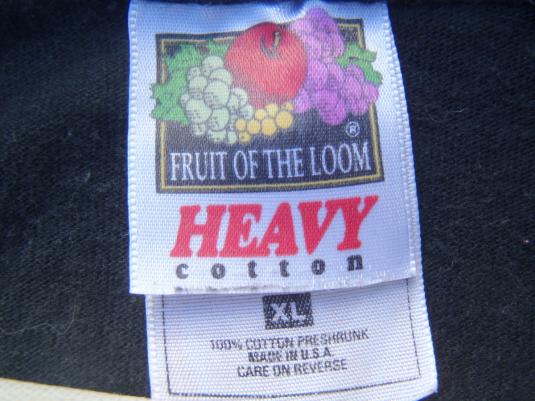 ®
FRUIT OF THE LOOM
HEAVY
cotton
XL
100% COTTON PRESHRUNK
MADE IN U.S.A.
CARE ON REVERSE